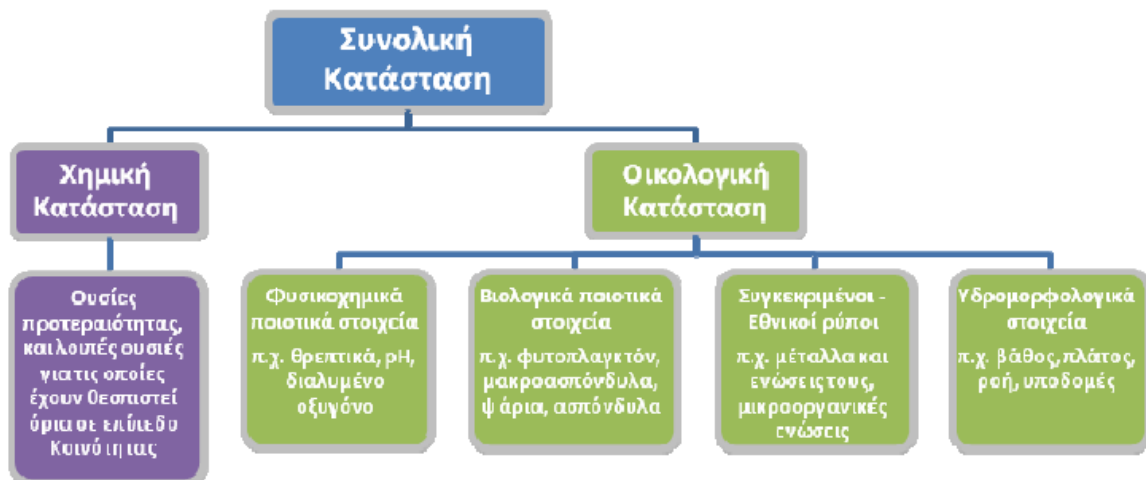 Συνολική
Κατάσταση
Χημική
Κατάσταση
Οικολογική
Κατάσταση
Ουσίες
προτεραιότητας,
και λοιπές ουσιές
για τις οποίες
έχουν θεσπιστεί
όρια σε επίπεδο
Κοινότητας
Φυσικοχημικά
ποιοτικά στοιχεία
π.χ. θρεπτικά, pH,
διαλυμένο
οξυγόνο
Βιολογικά ποιοτικά
στοιχεία
π.χ. φυτοπλαγκτόν,
μακροασπόνδυλα,
ψάρια, ασπόνδυλα
Συγκεκριμένοι -
Εθνικοί ρύποι
π.χ. μέταλλα και
ενώσεις τους,
μικροοργανικές
ενώσεις
Υδρομορφολογικά
στοιχεία
π.χ. βάθος, πλάτος,
ροή, υποδομές